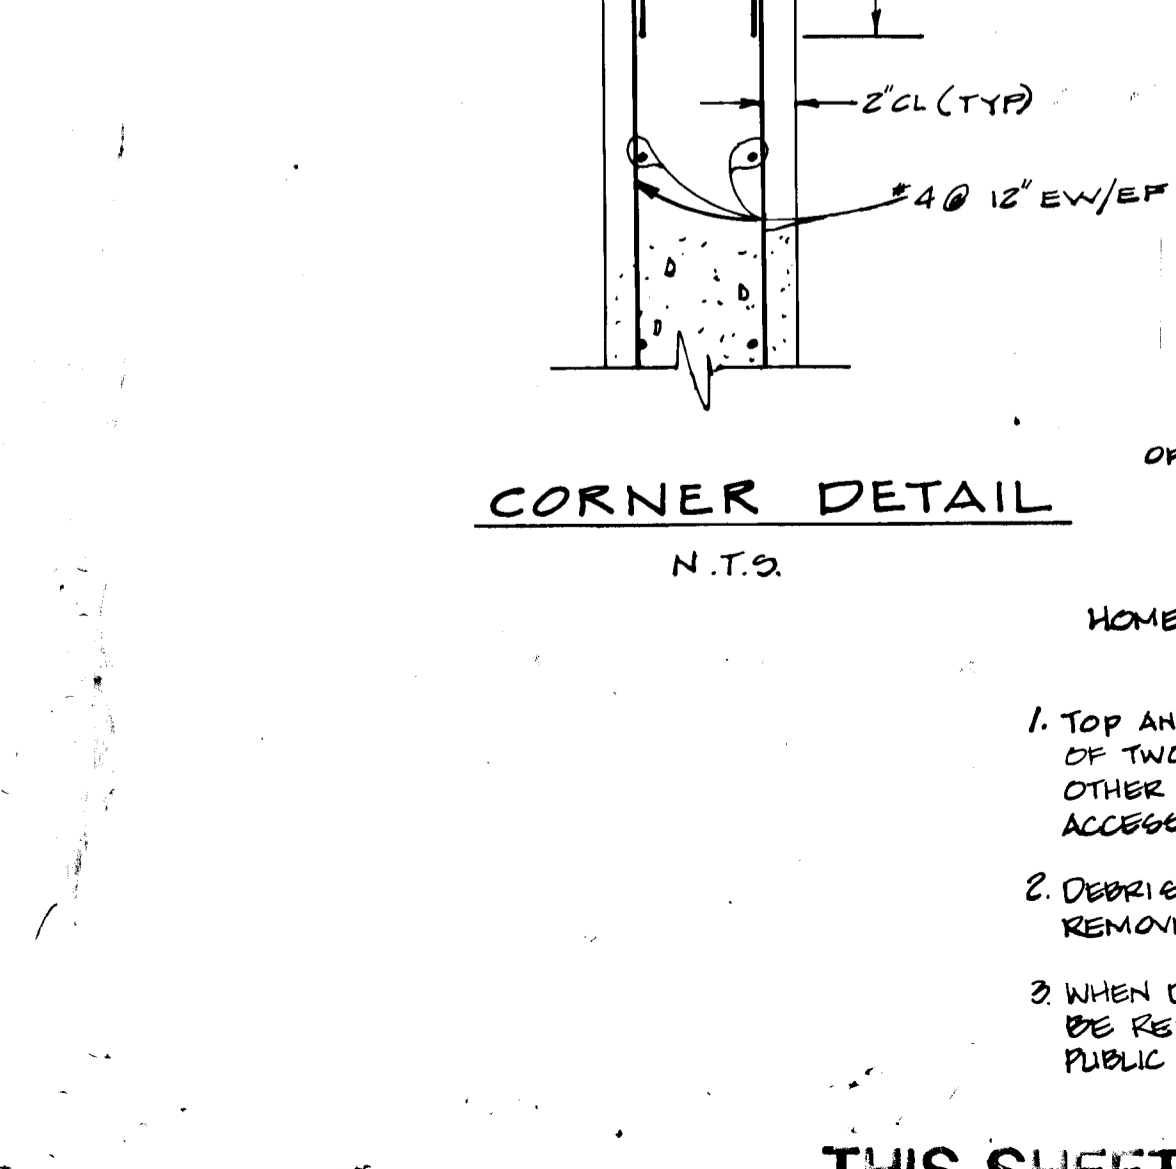 2" CL (TYP)
#4 @ 12" EW/EF
CORNER DETAIL
N.T.S.
HOME
1. TOP AN
OF TWO
OTHER
ACCESS
2. DEBRIS
REMOV
3. WHEN
BE RE
PUBLIC
THIS SHEET